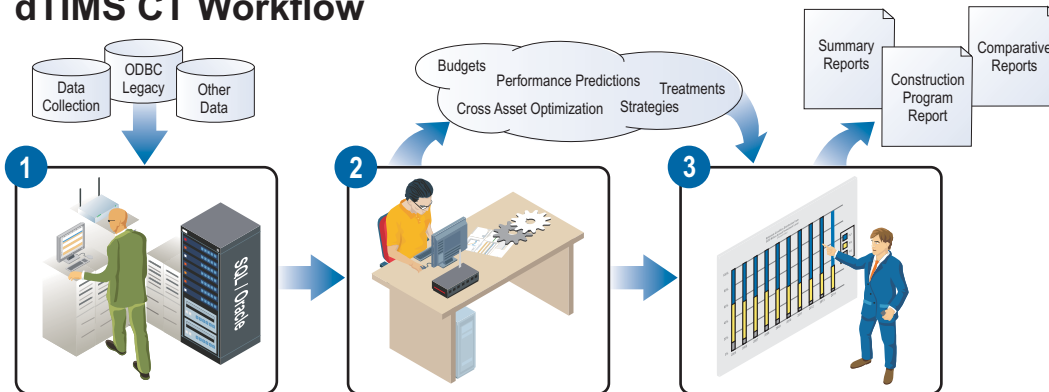 dTIMS CT Workflow
Data
Collection
ODBC
Legacy
Other
Data
Budgets
Performance Predictions
Treatments
Cross Asset Optimization
Strategies
Summary
Reports
Construction
Program
Report
Comparative
Reports
1
2
3
SQL / Oracle